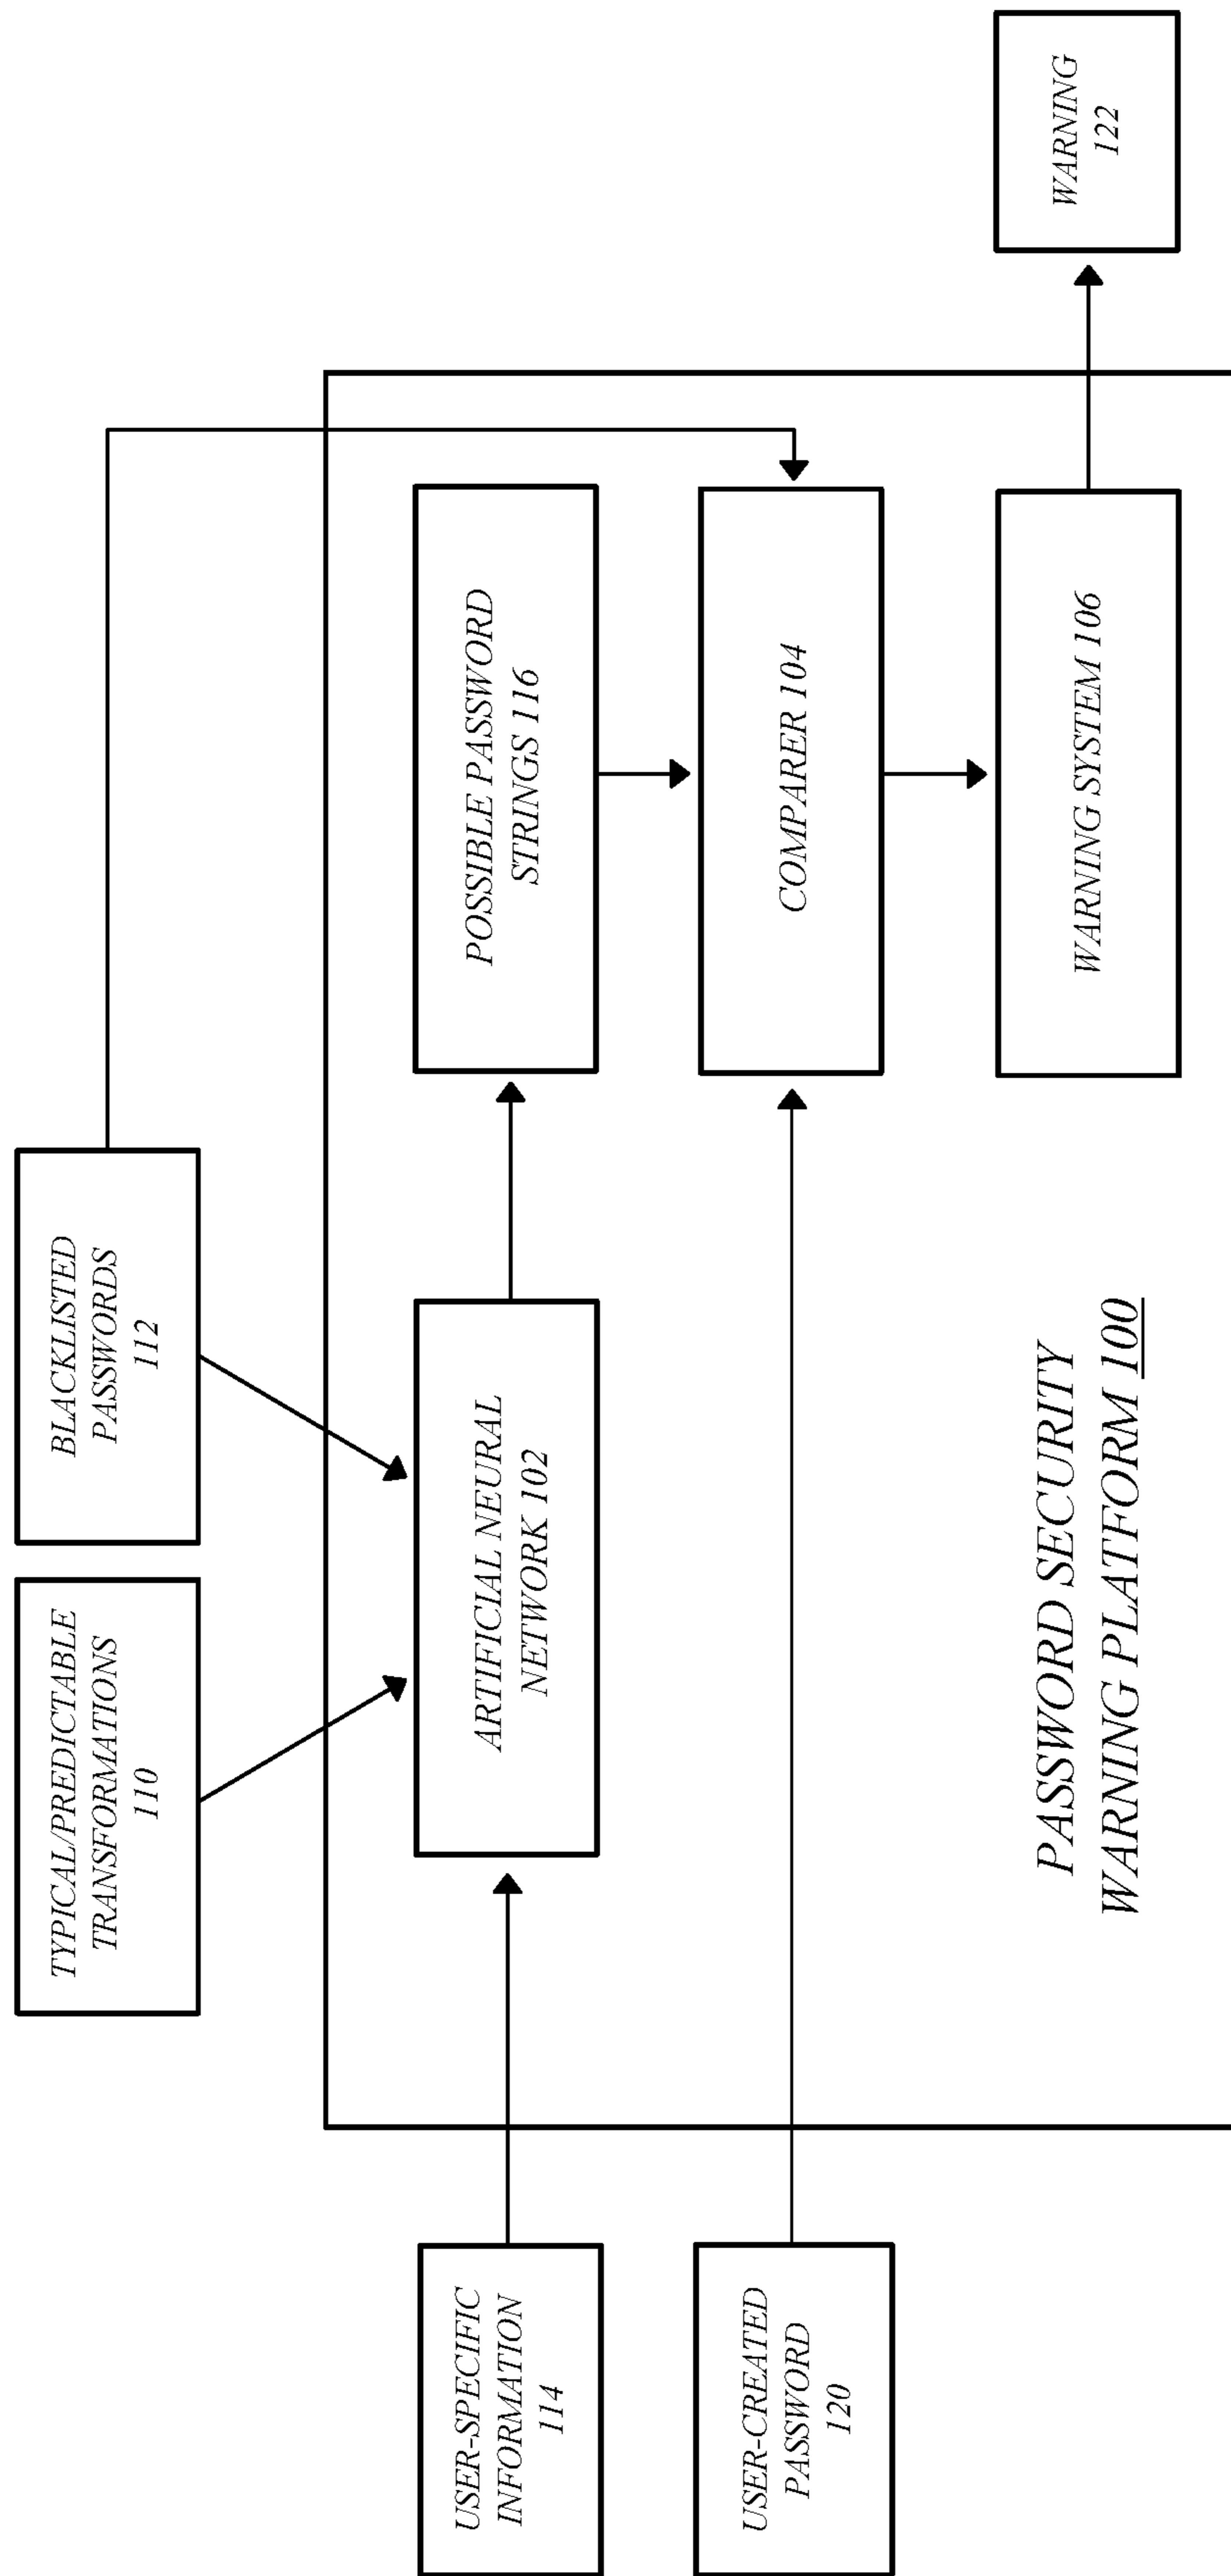 TYPICAL/PREDICTABLE
TRANSFORMATIONS
110
BLACKLISTED
PASSWORDS
112
USER-SPECIFIC
INFORMATION
114
ARTIFICIAL NEURAL
NETWORK 102
POSSIBLE PASSWORD
STRINGS 116
USER-CREATED
PASSWORD
120
COMPARER 104
PASSWORD SECURITY
WARNING PLATFORM 100
WARNING SYSTEM 106
WARNING
122